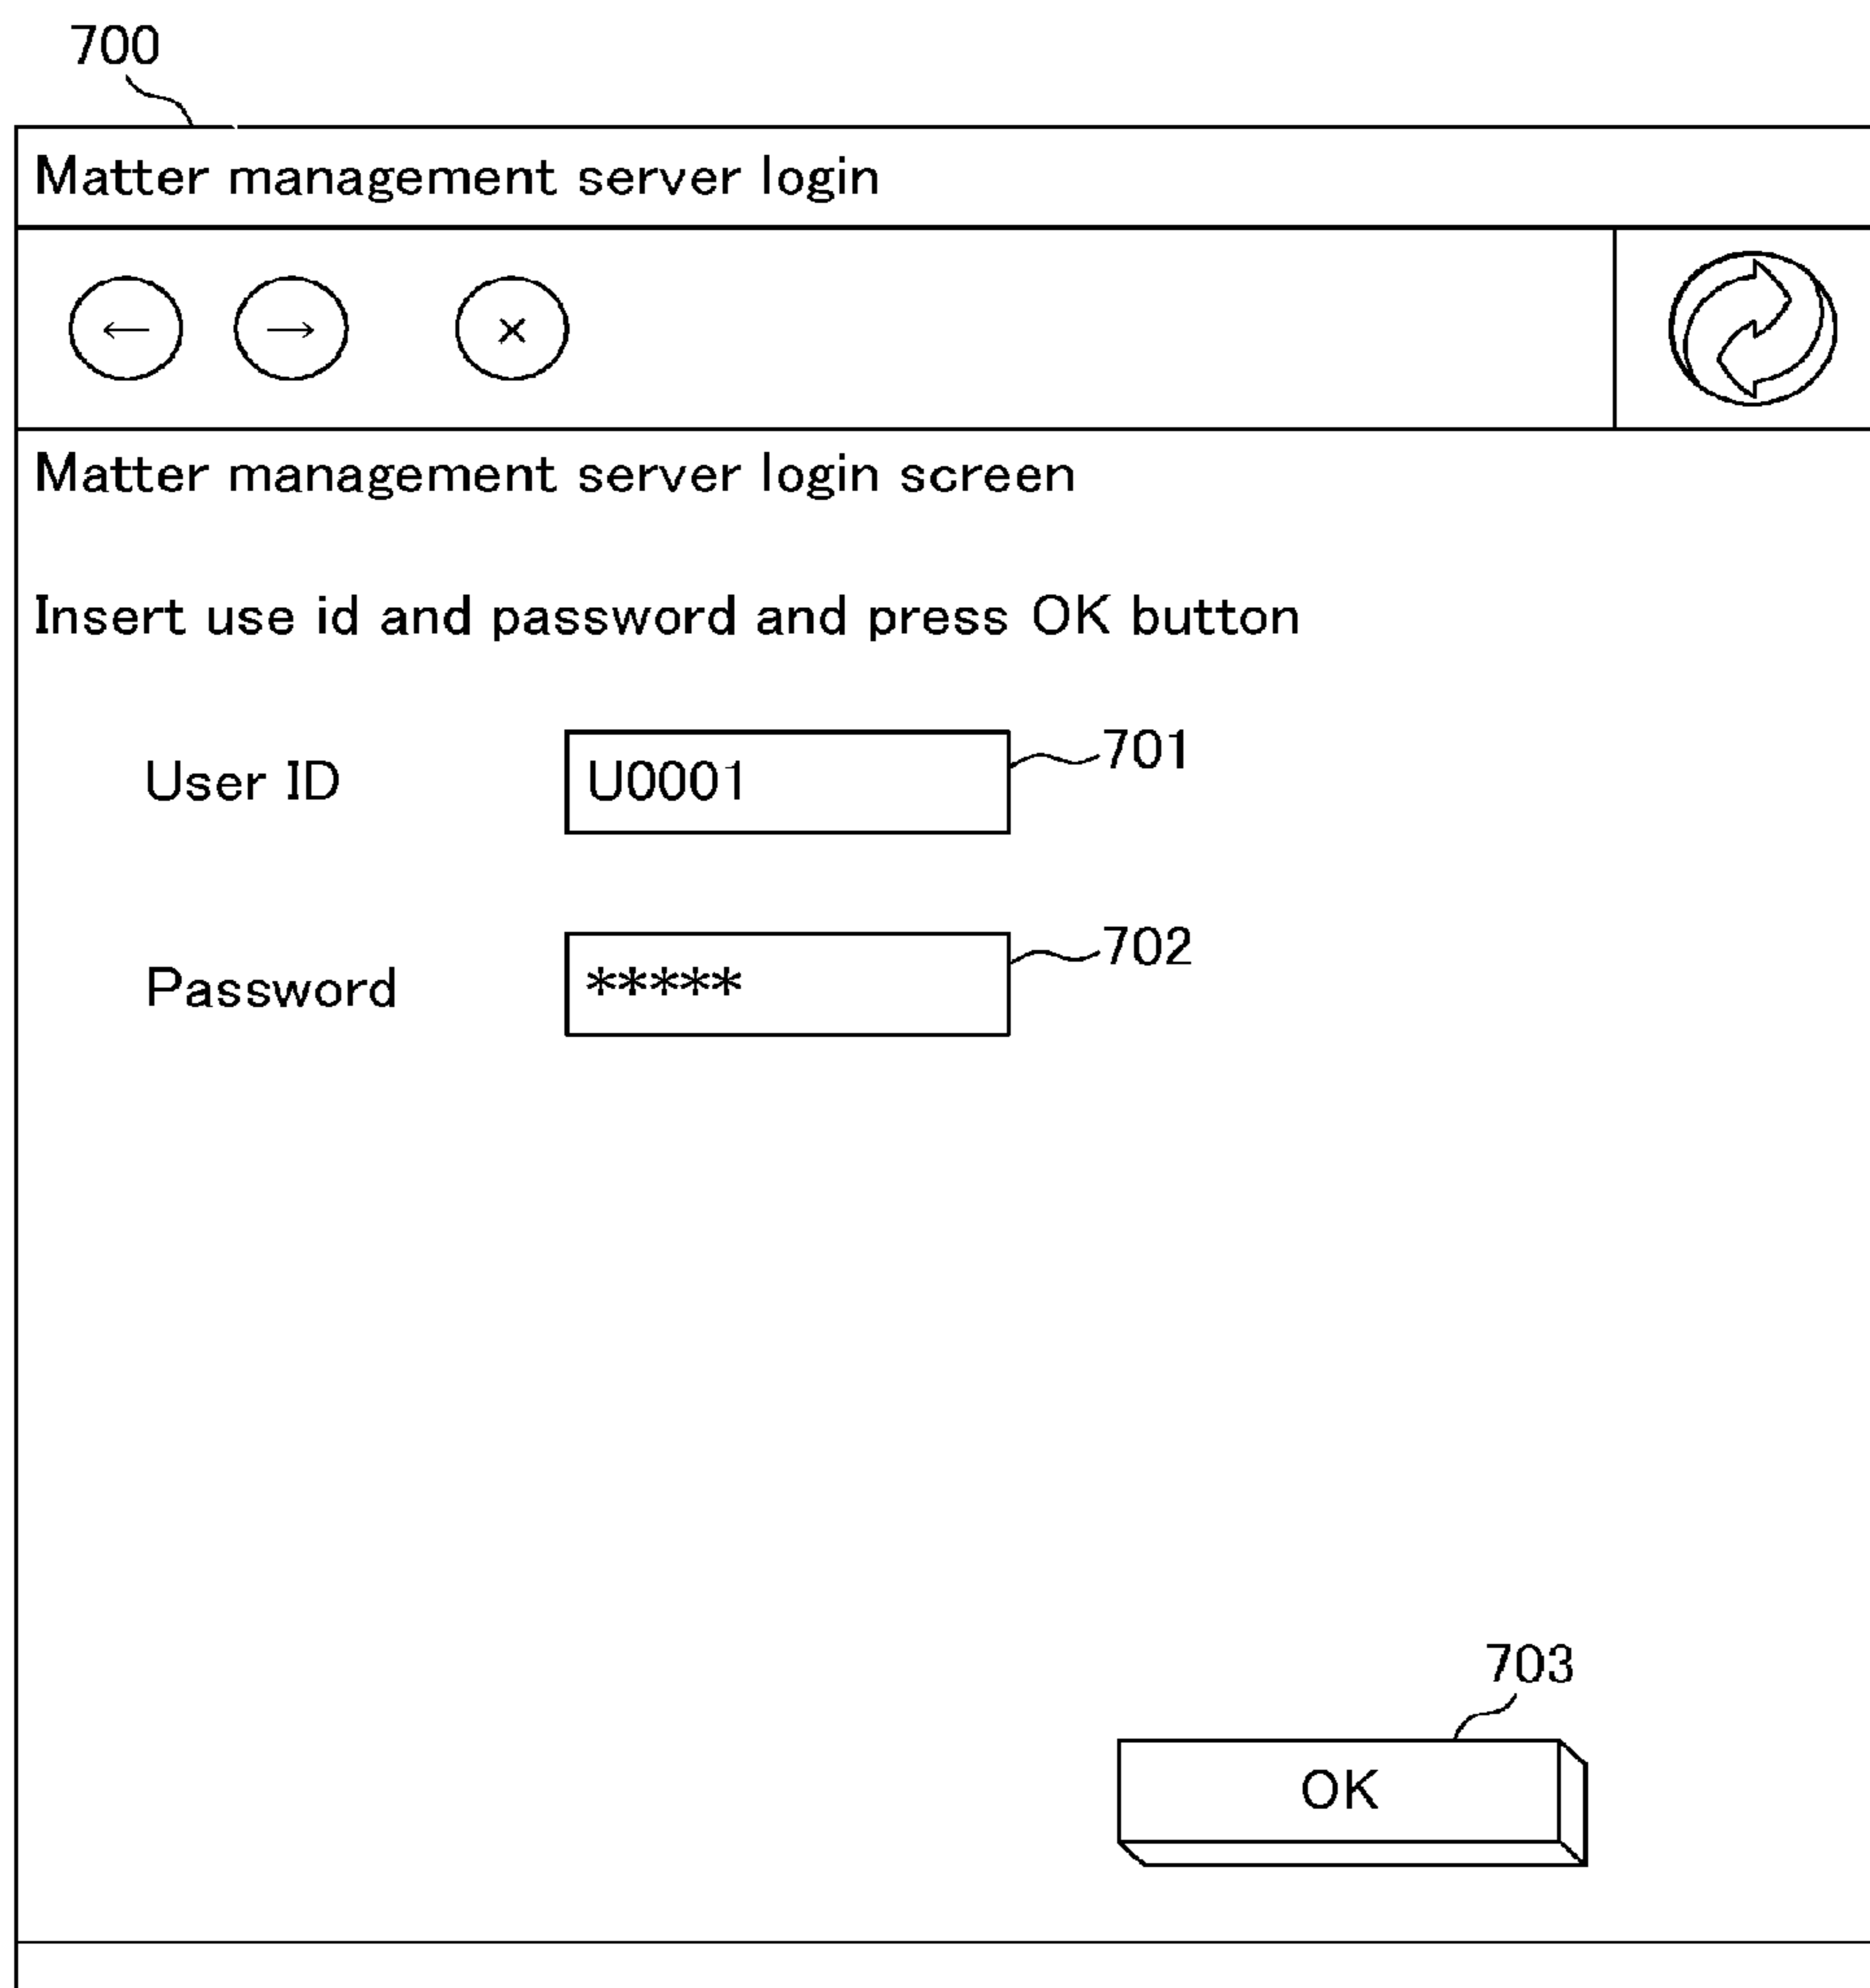 700
Matter management server login
← → ×
Matter management server login screen
Insert use id and password and press OK button
User ID U0001 701
Password ***** 702
703
OK